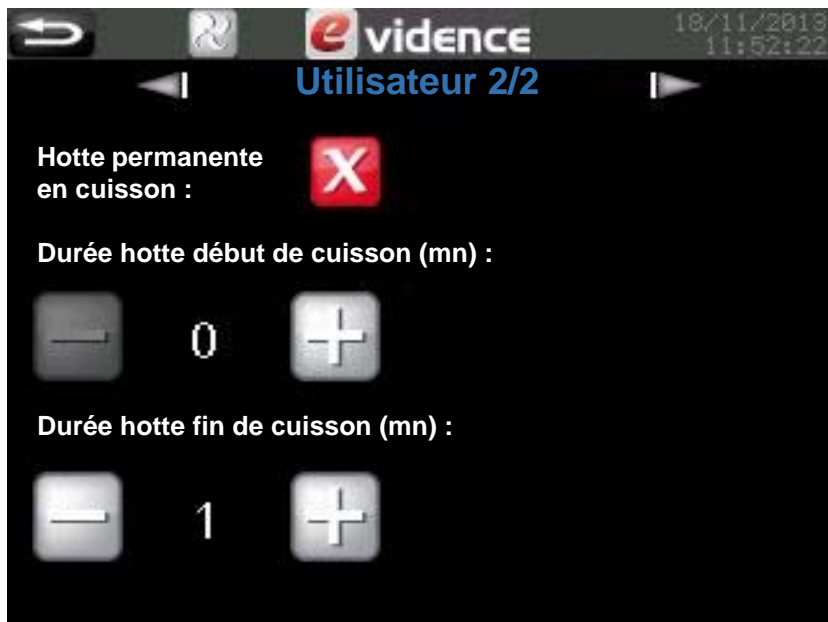 evidence
18/11/2013
11:52:22
Utilisateur 2/2
Hotte permanente
en cuisson :
X
Durée hotte début de cuisson (mn) :
0
Durée hotte fin de cuisson (mn) :
1